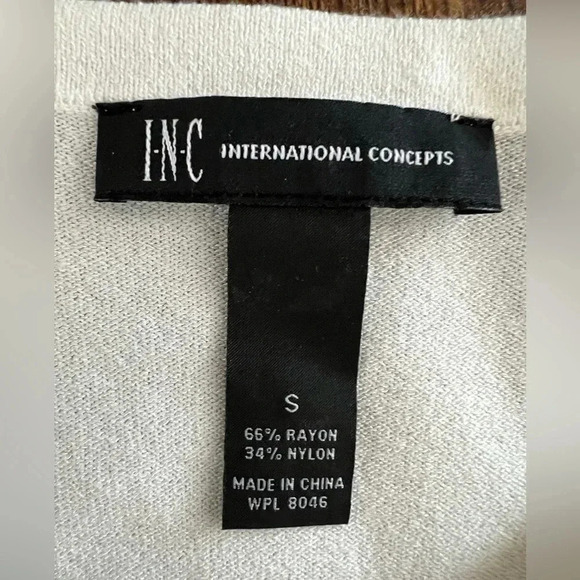 I·N·C INTERNATIONAL CONCEPTS
S
66% RAYON
34% NYLON
MADE IN CHINA
WPL 8046